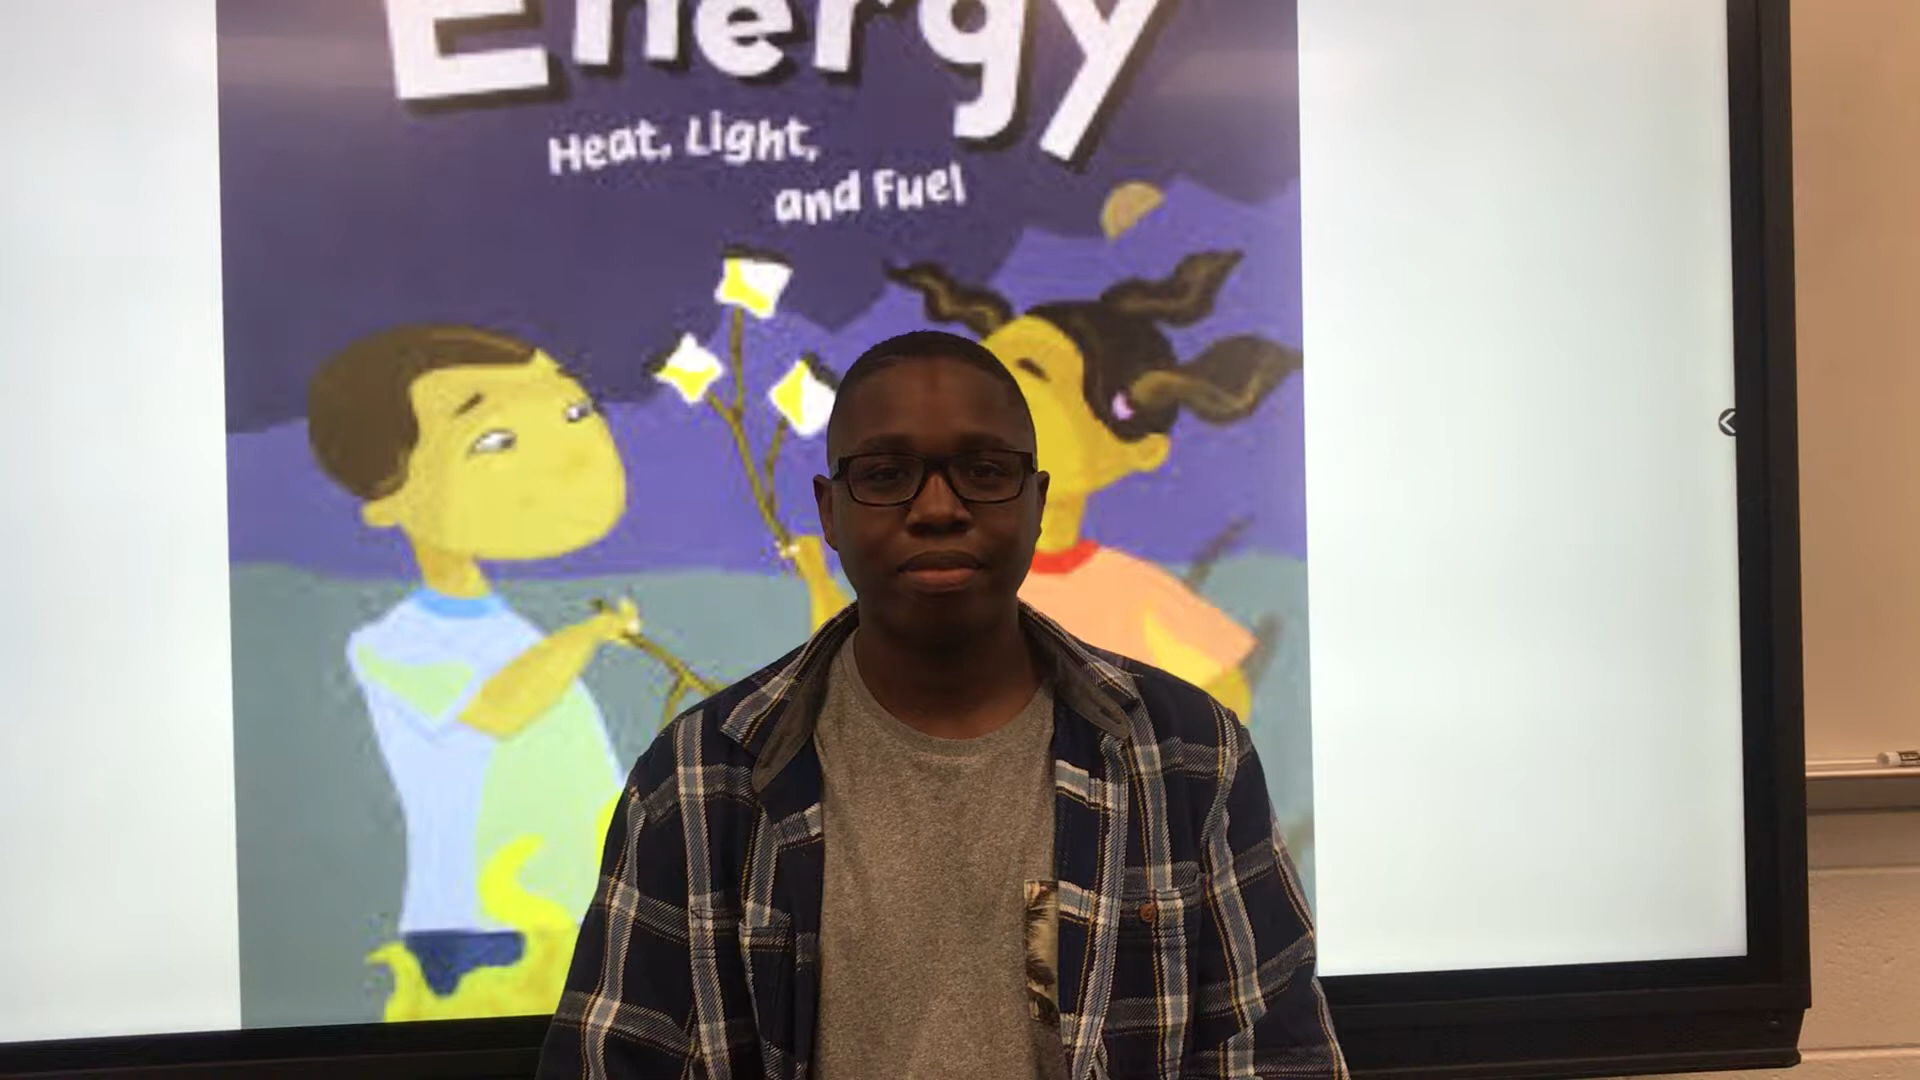 Energy
Heat, Light,
and Fuel